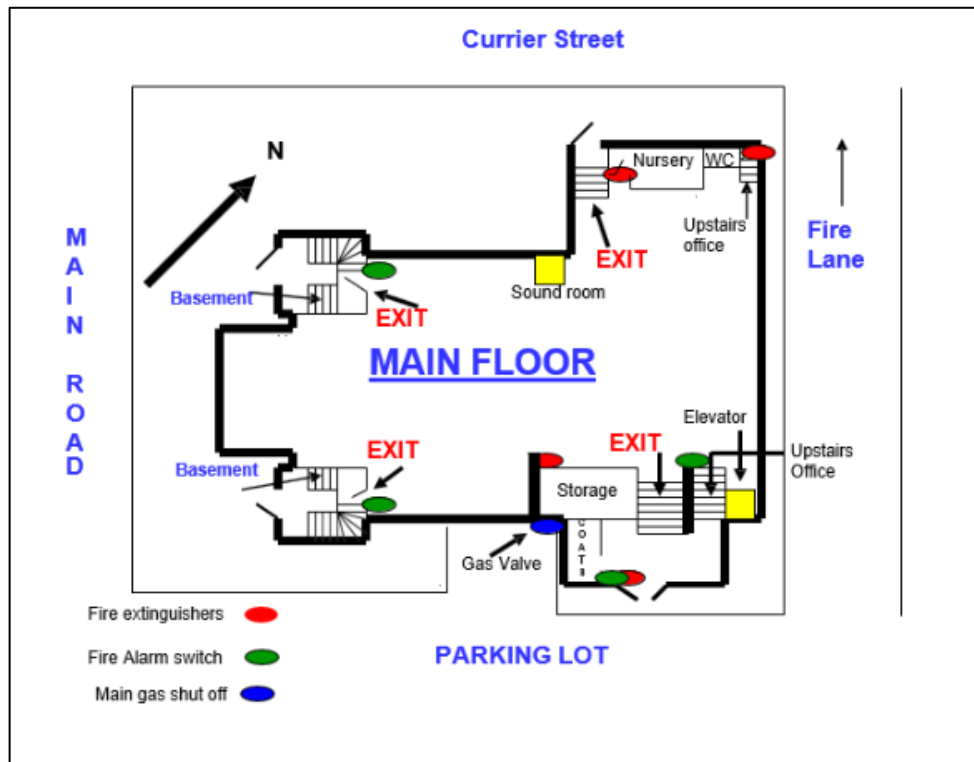 Currier Street
N
Nursery
WC
Upstairs
office
EXIT
Fire
Lane
MAIN ROAD
Basement
EXIT
Sound room
MAIN FLOOR
Elevator
EXIT
EXIT
Upstairs
Office
Basement
Storage
COATS
Gas Valve
Fire extinguishers
Fire Alarm switch
Main gas shut off
PARKING LOT